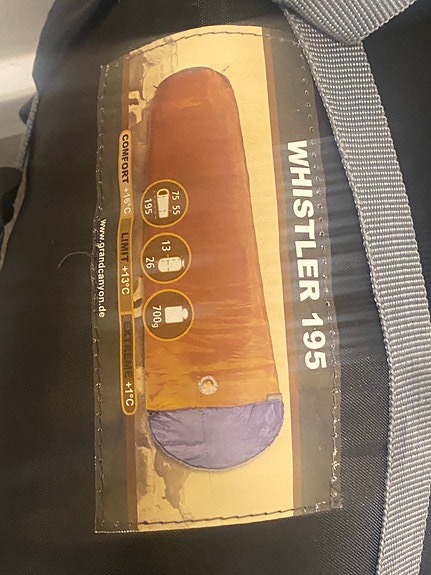 WHISTLER 195
75 55
195
13
26
700g
COMFORT +16°C LIMIT +13°C EXTREME +1°C
www.grandcanyon.de